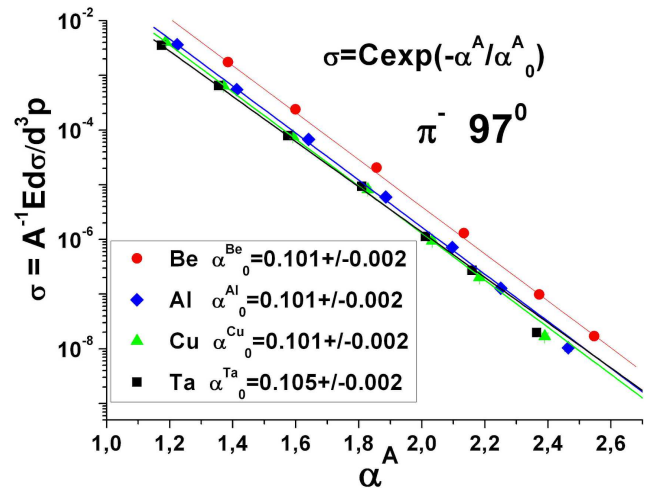 σ=Cexp(-α^A/α^A_0)
π^- 97^0
σ = A^-1Edσ/d^3p
10^-2
10^-4
10^-6
10^-8
Be α^Be_0=0.101+/-0.002
Al α^Al_0=0.101+/-0.002
Cu α^Cu_0=0.101+/-0.002
Ta α^Ta_0=0.105+/-0.002
1,0 1,2 1,4 1,6 1,8 2,0 2,2 2,4 2,6
α^A